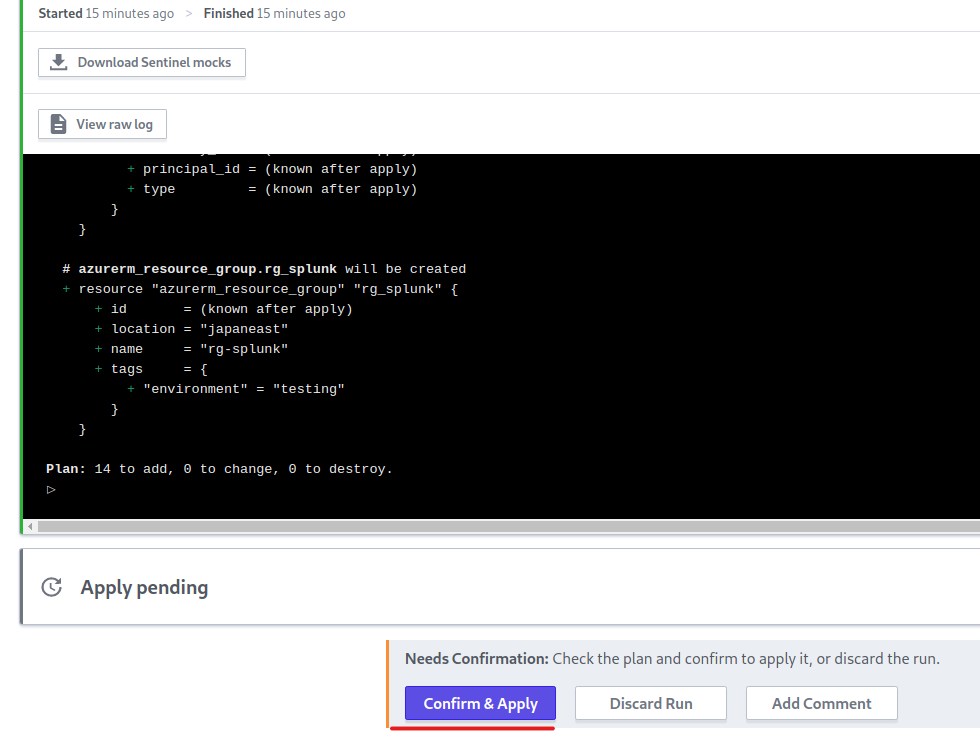 Started 15 minutes ago > Finished 15 minutes ago
Download Sentinel mocks
View raw log
+ principal_id = (known after apply)
+ type         = (known after apply)
}
}
# azurerm_resource_group.rg_splunk will be created
+ resource "azurerm_resource_group" "rg_splunk" {
+ id       = (known after apply)
+ location = "japaneast"
+ name     = "rg-splunk"
+ tags     = {
+ "environment" = "testing"
}
}
Plan: 14 to add, 0 to change, 0 to destroy.
Apply pending
Needs Confirmation: Check the plan and confirm to apply it, or discard the run.
Confirm & Apply Discard Run Add Comment